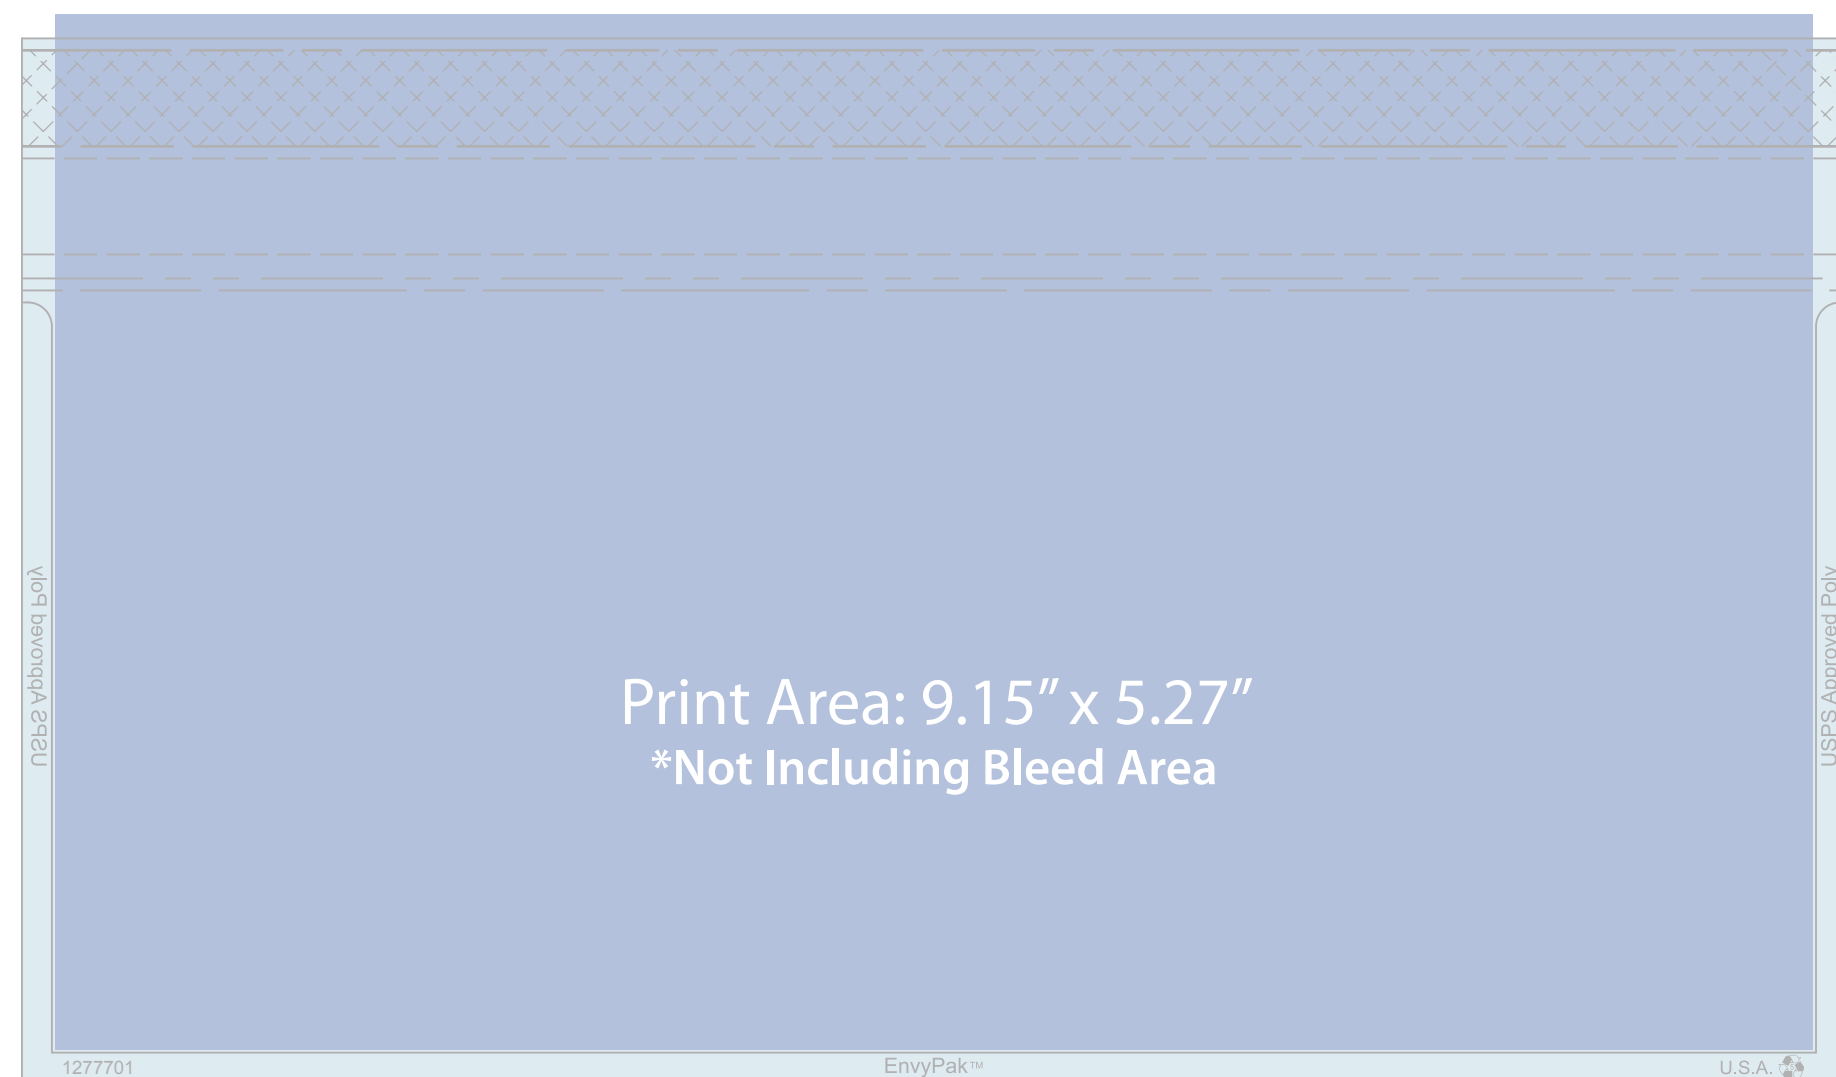 USPS Approved Poly
USPS Approved Poly
Print Area: 9.15" x 5.27"
*Not Including Bleed Area
1277701
EnvyPak™
U.S.A.